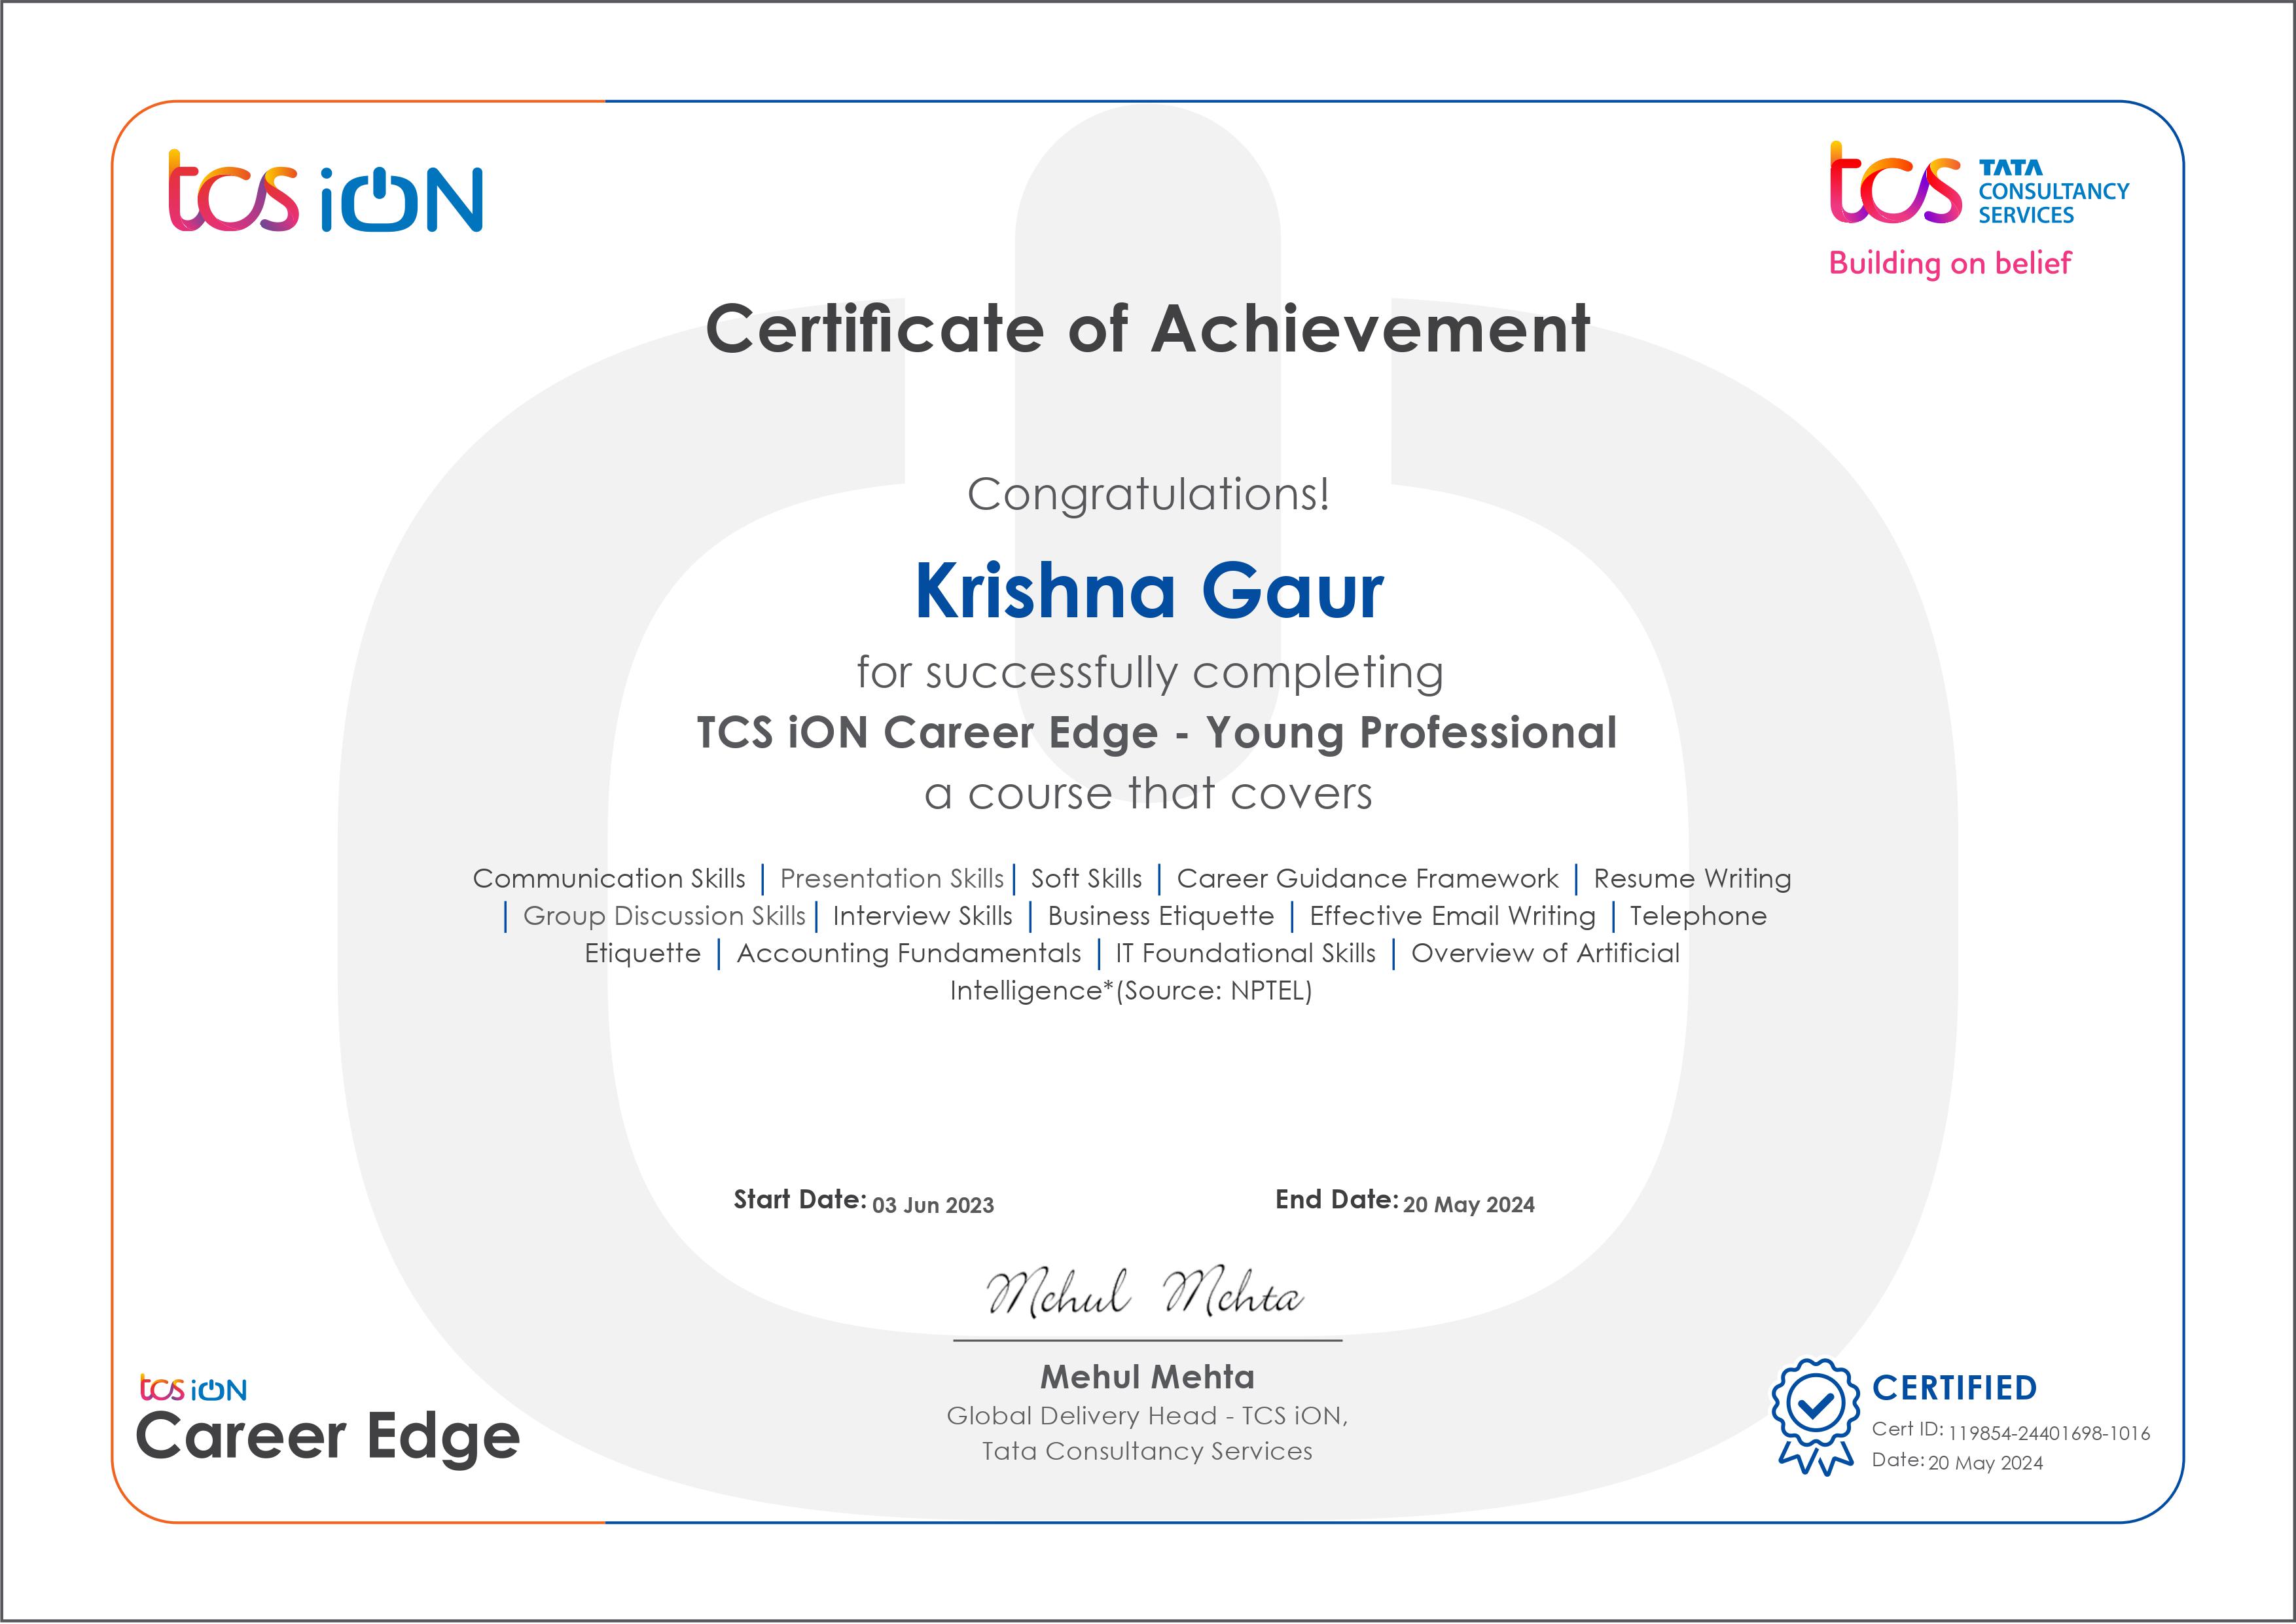 tcs iON
tcs TATA
CONSULTANCY
SERVICES
Building on belief
Certificate of Achievement
Congratulations!
Krishna Gaur
for successfully completing
TCS iON Career Edge - Young Professional
a course that covers
Communication Skills | Presentation Skills | Soft Skills | Career Guidance Framework | Resume Writing
| Group Discussion Skills | Interview Skills | Business Etiquette | Effective Email Writing | Telephone
Etiquette | Accounting Fundamentals | IT Foundational Skills | Overview of Artificial
Intelligence*(Source: NPTEL)
Start Date: 03 Jun 2023 End Date: 20 May 2024
Mehul Mehta
Mehul Mehta
Global Delivery Head - TCS iON,
Tata Consultancy Services
tcs iON
Career Edge
CERTIFIED
Cert ID: 119854-24401698-1016
Date: 20 May 2024